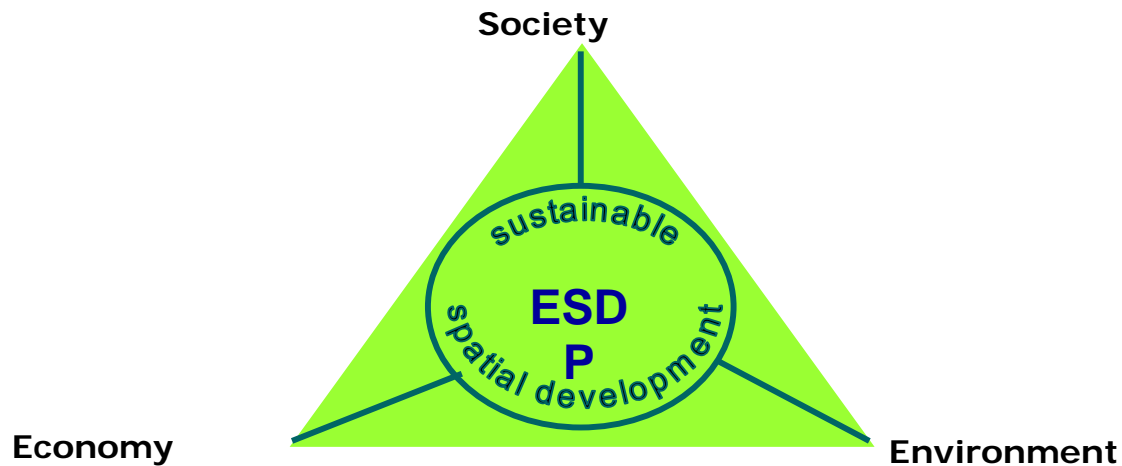 Society
sustainable
ESD
P
spatial development
Economy
Environment